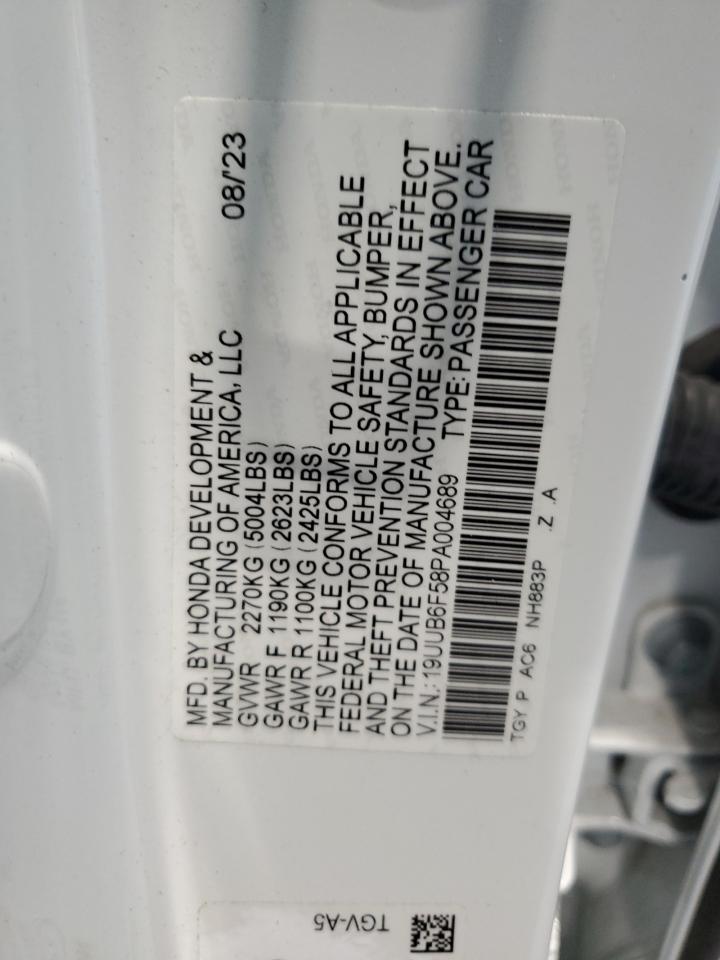 MFD. BY HONDA DEVELOPMENT &
MANUFACTURING OF AMERICA, LLC 08/'23
GVWR 2270KG (5004LBS)
GAWR F 1190KG (2623LBS)
GAWR R 1100KG (2425LBS)
THIS VEHICLE CONFORMS TO ALL APPLICABLE
FEDERAL MOTOR VEHICLE SAFETY, BUMPER,
AND THEFT PREVENTION STANDARDS IN EFFECT
ON THE DATE OF MANUFACTURE SHOWN ABOVE.
V.I.N.: 19UUB6F58PA004689 TYPE: PASSENGER CAR
TGY P AC6 NH883P .Z .A
TGV-A5